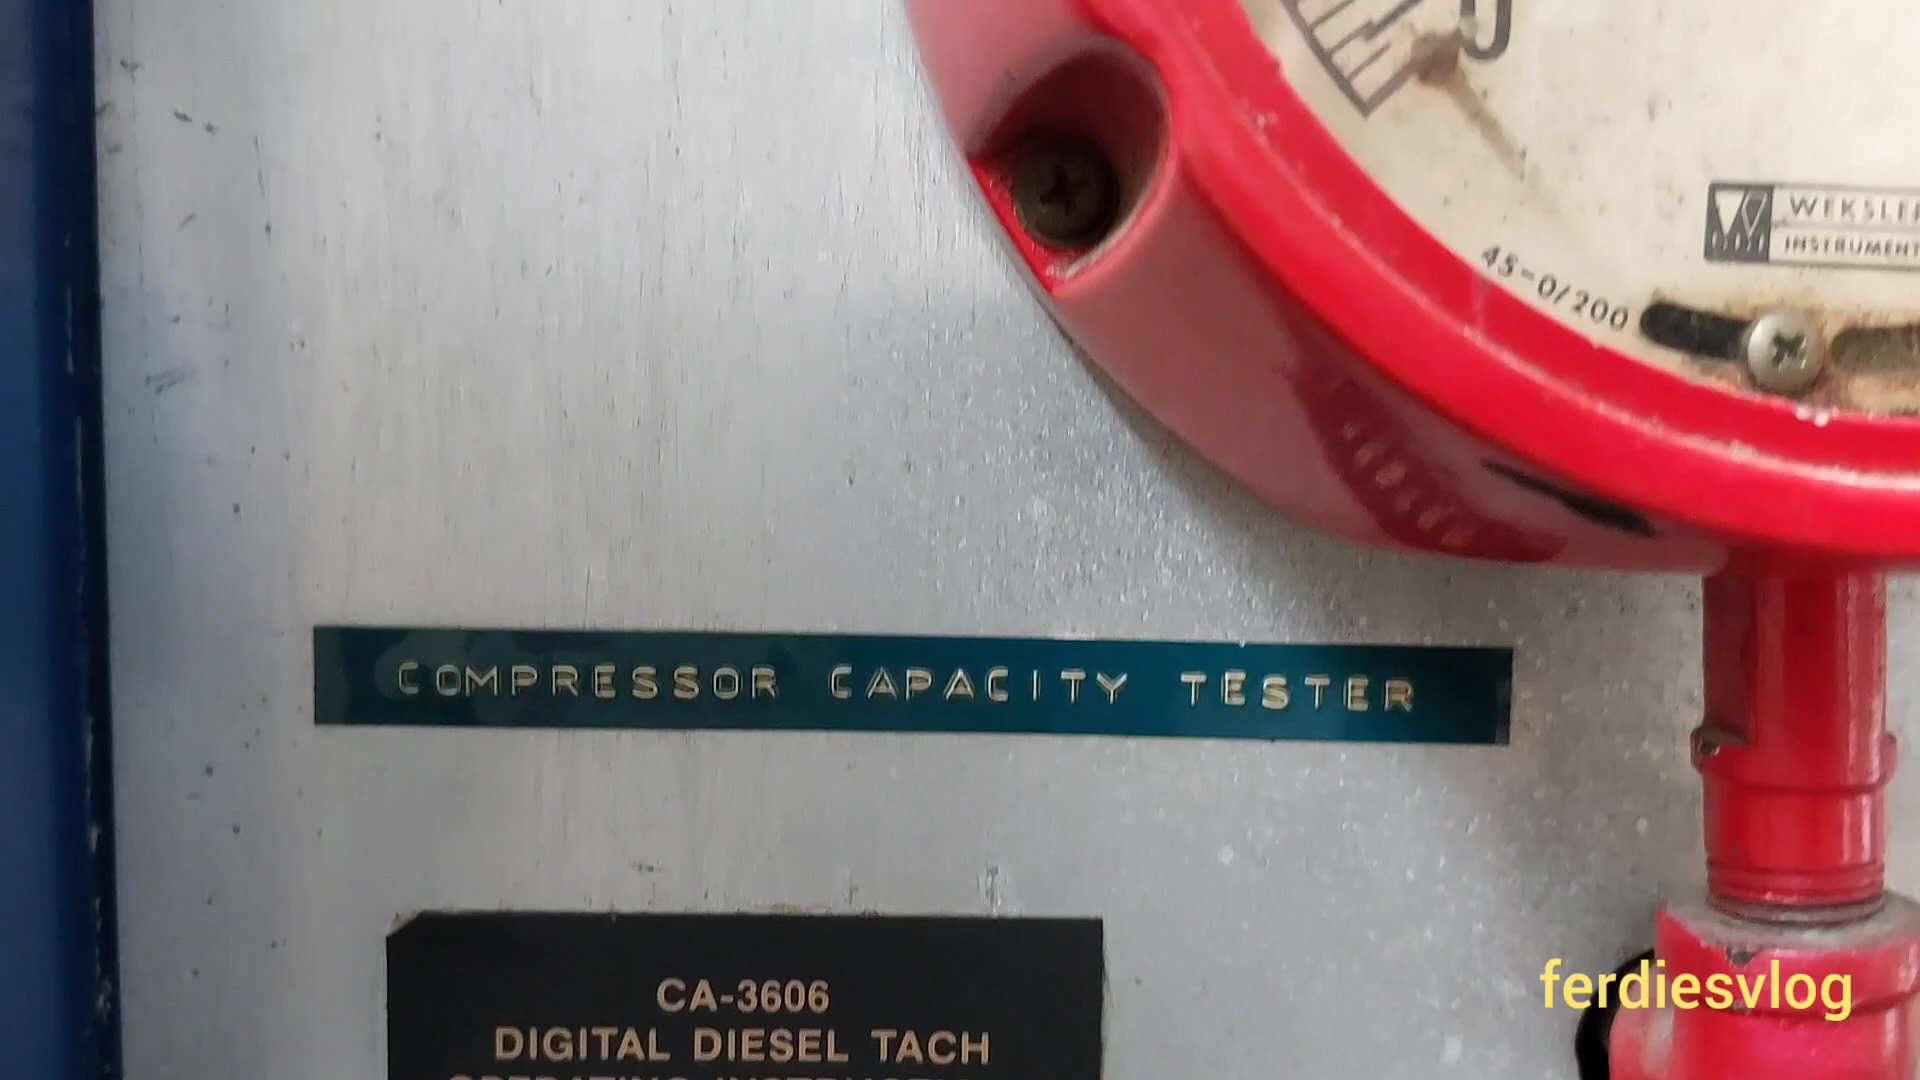 WEKSLER
INSTRUMENT
45-0/200
COMPRESSOR CAPACITY TESTER
CA-3606
DIGITAL DIESEL TACH
ferdiesvlog